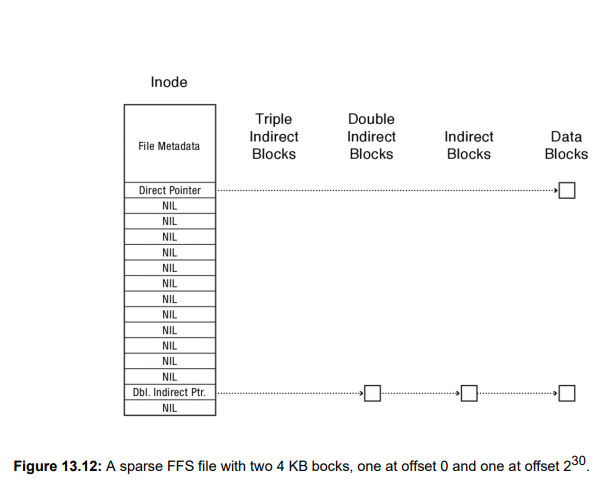 Inode
Triple
Indirect
Blocks
Double
Indirect
Blocks
Indirect
Blocks
Data
Blocks
File Metadata
Direct Pointer
NIL
NIL
NIL
NIL
NIL
NIL
NIL
NIL
NIL
NIL
NIL
NIL
Dbl. Indirect Ptr.
NIL
Figure 13.12: A sparse FFS file with two 4 KB bocks, one at offset 0 and one at offset 2^30.